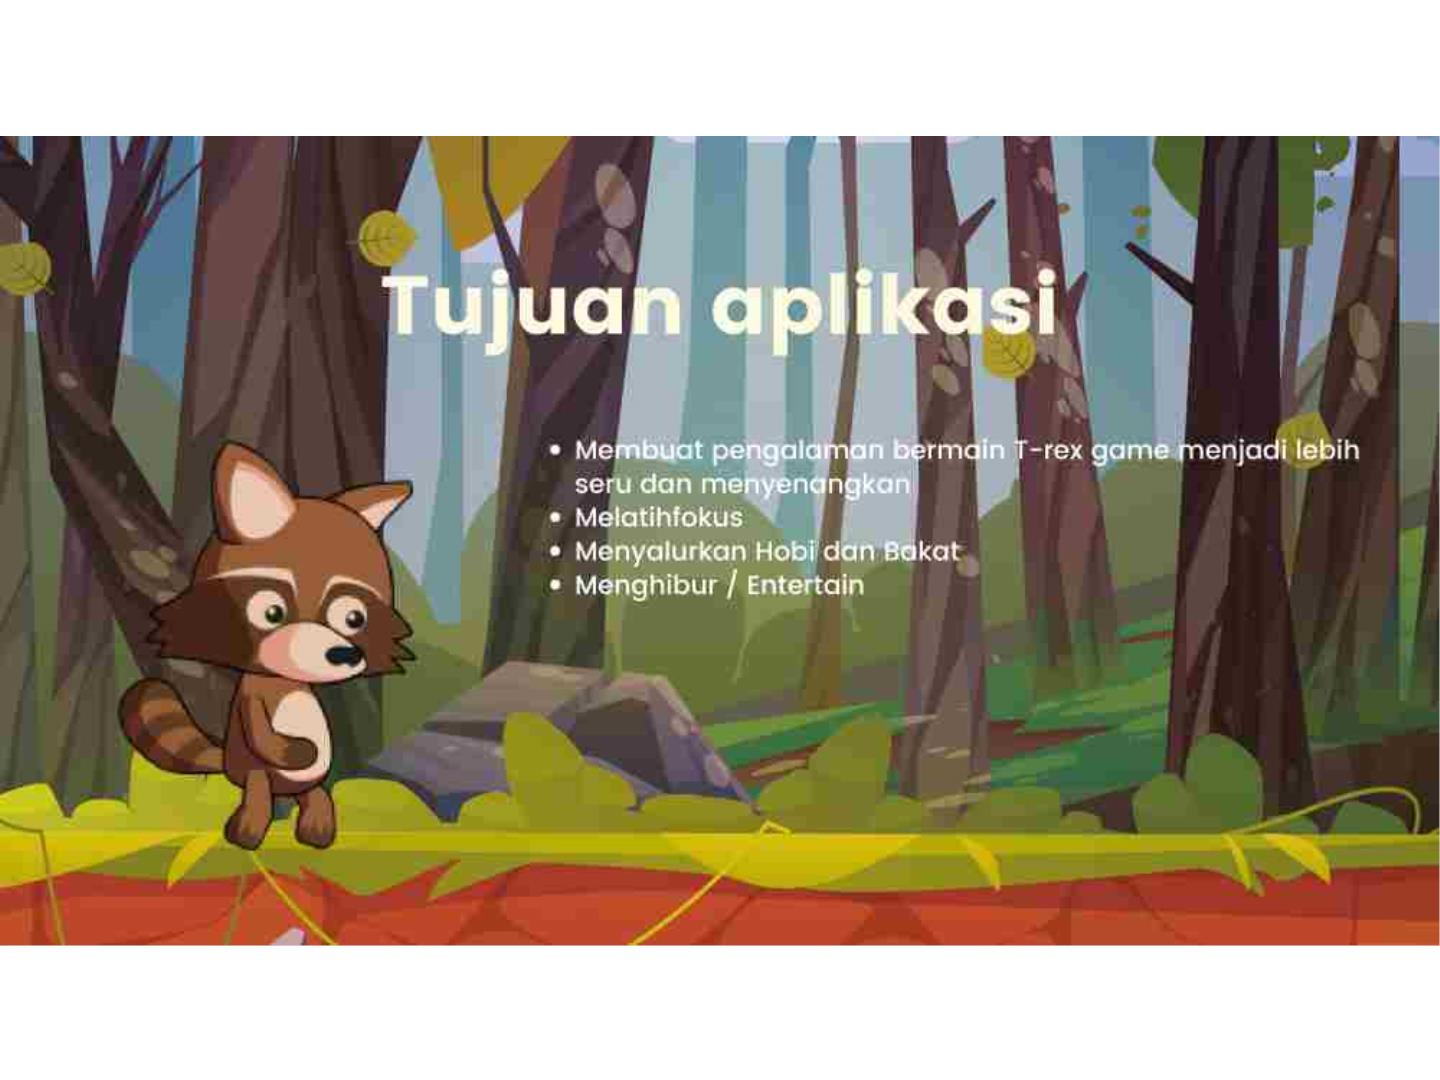 Tujuan aplikasi
• Membuat pengalaman bermain T-rex game menjadi lebih
seru dan menyenangkan
• Melatihfokus
• Menyalurkan Hobi dan Bakat
• Menghibur / Entertain